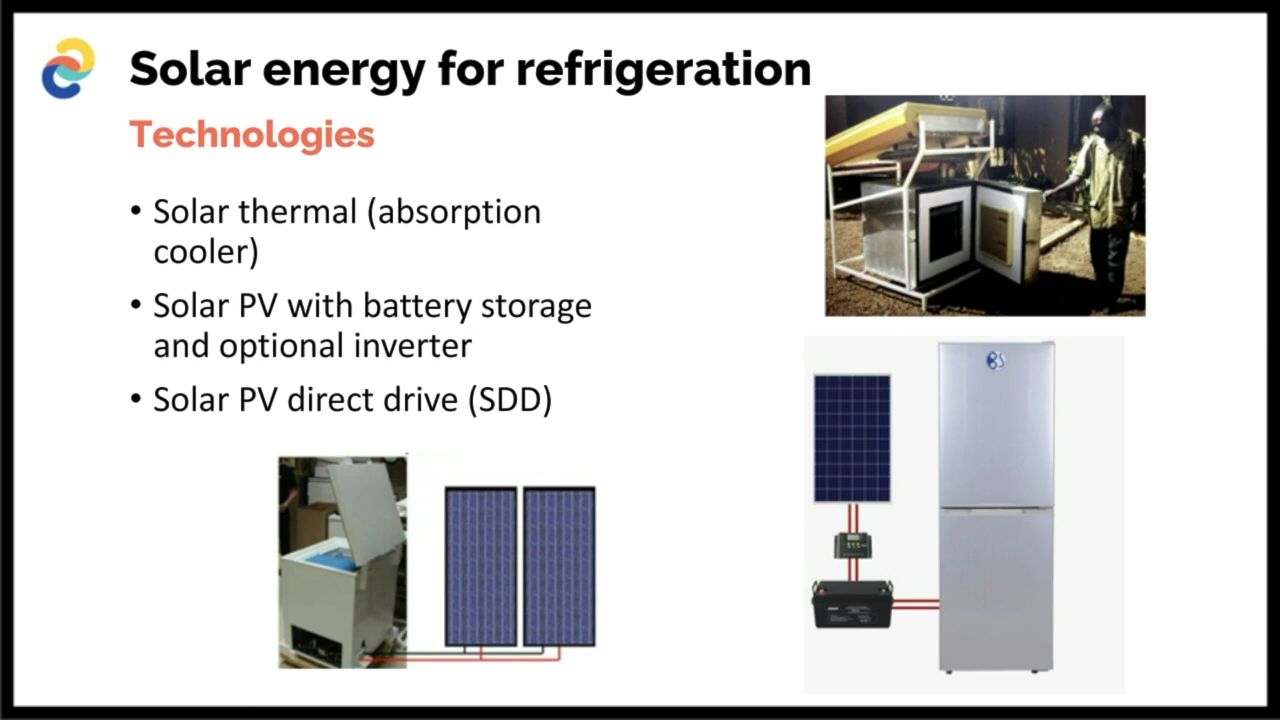 Solar energy for refrigeration
Technologies
• Solar thermal (absorption
cooler)
• Solar PV with battery storage
and optional inverter
• Solar PV direct drive (SDD)